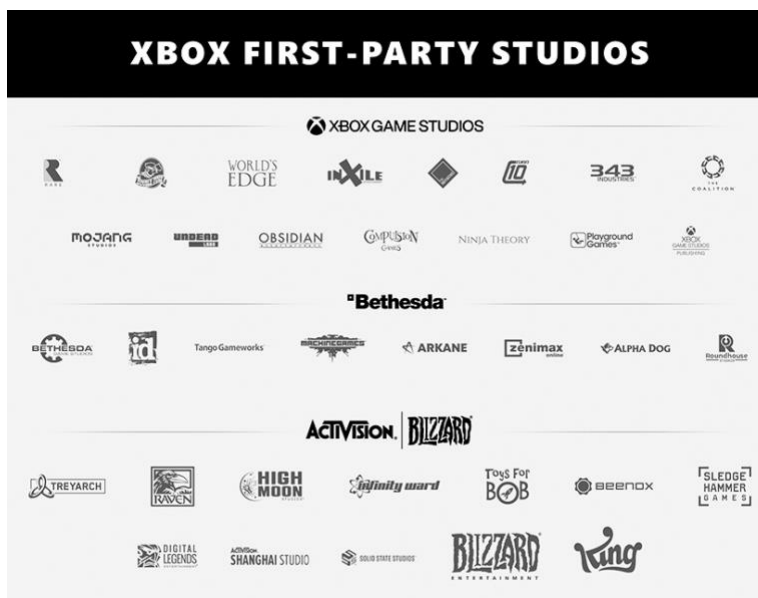 XBOX FIRST-PARTY STUDIOS
XBOX GAME STUDIOS
RARE
WORLD'S EDGE
INXILE
343 INDUSTRIES
THE COALITION
MOJANG STUDIOS
UNDEAD LABS
OBSIDIAN
COMPULSION GAMES
NINJA THEORY
Playground Games
XBOX GAME STUDIOS PUBLISHING
Bethesda
BETHESDA GAME STUDIOS
id
Tango Gameworks
MACHINEGAMES
ARKANE
zenimax online
ALPHA DOG
Roundhouse STUDIOS
ACTIVISION
BLIZZARD
TREYARCH
RAVEN
HIGH MOON STUDIOS
infinity ward
TOYS FOR BOB
BEENOX
SLEDGE HAMMER GAMES
DIGITAL LEGENDS
ACTIVISION SHANGHAI STUDIO
SOLID STATE STUDIOS
BLIZZARD ENTERTAINMENT
King